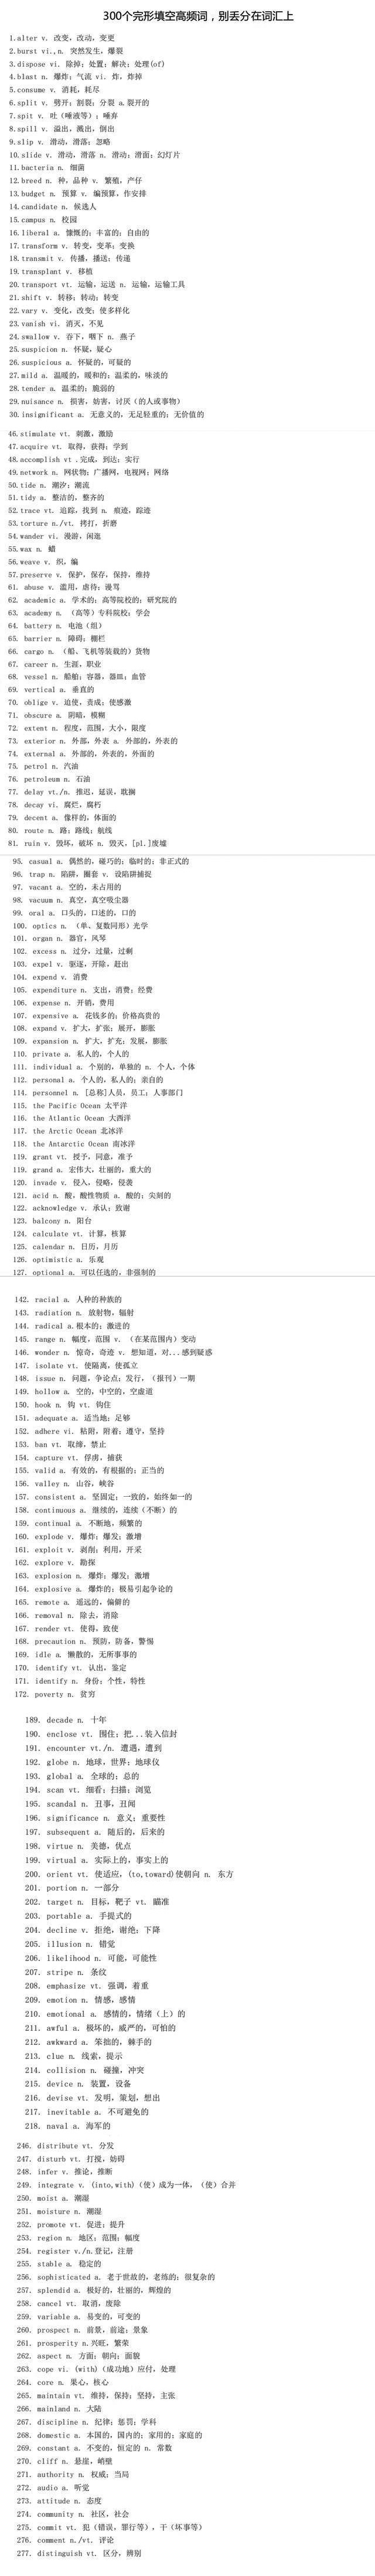 300个完形填空高频词，别丢分在词汇上
1.alter v. 改变，改动，变更
2.burst vi.,n. 突然发生，爆裂
3.dispose vi. 除掉；处置；解决；处理(of)
4.blast n. 爆炸；气流 vi. 炸，炸掉
5.consume v. 消耗，耗尽
6.split v. 劈开；割裂；分裂 a.裂开的
7.spit v. 吐（唾液等）；唾弃
8.spill v. 溢出，溅出，倒出
9.slip v. 滑动，滑落；忽略
10.slide v. 滑动，滑落 n. 滑动；滑面；幻灯片
11.bacteria n. 细菌
12.breed n. 种，品种 v. 繁殖，产仔
13.budget n. 预算 v. 编预算，作安排
14.candidate n. 候选人
15.campus n. 校园
16.liberal a. 慷慨的；丰富的；自由的
17.transform v. 转变，变革；变换
18.transmit v. 传播，播送；传递
19.transplant v. 移植
20.transport vt. 运输，运送 n. 运输，运输工具
21.shift v. 转移；转动；转变
22.vary v. 变化，改变；使多样化
23.vanish vi. 消灭，不见
24.swallow v. 吞下，咽下 n. 燕子
25.suspicion n. 怀疑，疑心
26.suspicious a. 怀疑的，可疑的
27.mild a. 温暖的，暖和的；温柔的，味淡的
28.tender a. 温柔的；脆弱的
29.nuisance n. 损害，妨害，讨厌（的人或事物）
30.insignificant a. 无意义的，无足轻重的；无价值的
46.stimulate vt. 刺激，激励
47.acquire vt. 取得，获得；学到
48.accomplish vt .完成，到达；实行
49.network n. 网状物；广播网，电视网；网络
50.tide n. 潮汐；潮流
51.tidy a. 整洁的，整齐的
52.trace vt. 追踪，找到 n. 痕迹，踪迹
53.torture n./vt. 拷打，折磨
54.wander vi. 漫游，闲逛
55.wax n. 蜡
56.weave v. 织，编
57.preserve v. 保护，保存，保持，维持
61. abuse v. 滥用，虐待；谩骂
62. academic a. 学术的；高等院校的；研究院的
63. academy n. （高等）专科院校；学会
64. battery n. 电池（组）
65. barrier n. 障碍；棚栏
66. cargo n. （船、飞机等装载的）货物
67. career n. 生涯，职业
68. vessel n. 船舶；容器，器皿；血管
69. vertical a. 垂直的
70. oblige v. 迫使，责成；使感激
71. obscure a. 阴暗，模糊
72. extent n. 程度，范围，大小，限度
73. exterior n. 外部，外表 a. 外部的，外表的
74. external a. 外部的，外表的，外面的
75. petrol n. 汽油
76. petroleum n. 石油
77. delay vt./n. 推迟，延误，耽搁
78. decay vi. 腐烂，腐朽
79. decent a. 像样的，体面的
80. route n. 路；路线；航线
81. ruin v. 毁坏，破坏 n. 毁灭，[pl.]废墟
95. casual a. 偶然的，碰巧的；临时的；非正式的
96. trap n. 陷阱，圈套 v. 设陷阱捕捉
97. vacant a. 空的，未占用的
98. vacuum n. 真空，真空吸尘器
99. oral a. 口头的，口述的，口的
100. optics n. （单、复数同形）光学
101. organ n. 器官，风琴
102. excess n. 过分，过量，过剩
103. expel v. 驱逐，开除，赶出
104. expend v. 消费
105. expenditure n. 支出，消费；经费
106. expense n. 开销，费用
107. expensive a. 花钱多的；价格高贵的
108. expand v. 扩大，扩张；展开，膨胀
109. expansion n. 扩大，扩充；发展，膨胀
110. private a. 私人的，个人的
111. individual a. 个别的，单独的 n. 个人，个体
112. personal a. 个人的，私人的；亲自的
114. personnel n. [总称]人员，员工；人事部门
115. the Pacific Ocean 太平洋
116. the Atlantic Ocean 大西洋
117. the Arctic Ocean 北冰洋
118. the Antarctic Ocean 南冰洋
119. grant vt. 授予，同意，准予
119. grand a. 宏伟大，壮丽的，重大的
120. invade v. 侵入，侵略，侵袭
121. acid n. 酸，酸性物质 a. 酸的；尖刻的
122. acknowledge v. 承认；致谢
123. balcony n. 阳台
124. calculate vt. 计算，核算
125. calendar n. 日历，月历
126. optimistic a. 乐观
127. optional a. 可以任选的，非强制的
142. racial a. 人种的种族的
143. radiation n. 放射物，辐射
144. radical a.根本的；激进的
145. range n. 幅度，范围 v. （在某范围内）变动
146. wonder n. 惊奇，奇迹 v. 想知道，对...感到疑惑
147. isolate vt. 使隔离，使孤立
148. issue n. 问题，争论点；发行，（报刊）一期
149. hollow a. 空的，中空的，空虚道
150. hook n. 钩 vt. 钩住
151. adequate a. 适当地；足够
152. adhere vi. 粘附，附着；遵守，坚持
153. ban vt. 取缔，禁止
154. capture vt. 俘虏，捕获
155. valid a. 有效的，有根据的；正当的
156. valley n. 山谷，峡谷
157. consistent a. 坚固定；一致的，始终如一的
158. continuous a. 继续的，连续（不断）的
159. continual a. 不断地，频繁的
160. explode v. 爆炸；爆发；激增
161. exploit v. 剥削；利用，开采
162. explore v. 勘探
163. explosion n. 爆炸；爆发；激增
164. explosive a. 爆炸的；极易引起争论的
165. remote a. 遥远的，偏僻的
166. removal n. 除去，消除
167. render vt. 使得，致使
168. precaution n. 预防，防备，警惕
169. idle a. 懒散的，无所事事的
170. identify vt. 认出，鉴定
171. identify n. 身份；个性，特性
172. poverty n. 贫穷
189. decade n. 十年
190. enclose vt. 围住；把...装入信封
191. encounter vt./n. 遭遇，遭到
192. globe n. 地球，世界；地球仪
193. global a. 全球的；总的
194. scan vt. 细看；扫描；浏览
195. scandal n. 丑事，丑闻
196. significance n. 意义；重要性
197. subsequent a. 随后的，后来的
198. virtue n. 美德，优点
199. virtual a. 实际上的，事实上的
200. orient vt. 使适应，(to,toward)使朝向 n. 东方
201. portion n. 一部分
202. target n. 目标，靶子 vt. 瞄准
203. portable a. 手提式的
204. decline v. 拒绝，谢绝；下降
205. illusion n. 错觉
206. likelihood n. 可能，可能性
207. stripe n. 条纹
208. emphasize vt. 强调，着重
209. emotion n. 情感，感情
210. emotional a. 感情的，情绪（上）的
211. awful a. 极坏的，威严的，可怕的
212. awkward a. 笨拙的，棘手的
213. clue n. 线索，提示
214. collision n. 碰撞，冲突
215. device n. 装置，设备
216. devise vt. 发明，策划，想出
217. inevitable a. 不可避免的
218. naval a. 海军的
246. distribute vt. 分发
247. disturb vt. 打搅，妨碍
248. infer v. 推论，推断
249. integrate v. (into,with)（使）成为一体，（使）合并
250. moist a. 潮湿
251. moisture n. 潮湿
252. promote vt. 促进；提升
253. region n. 地区；范围；幅度
254. register v./n.登记，注册
255. stable a. 稳定的
256. sophisticated a. 老于世故的，老练的；很复杂的
257. splendid a. 极好的，壮丽的，辉煌的
258. cancel vt. 取消，废除
259. variable a. 易变的，可变的
260. prospect n. 前景，前途；景象
261. prosperity n.兴旺，繁荣
262. aspect n. 方面；朝向；面貌
263. cope vi. (with)（成功地）应付，处理
264. core n. 果心，核心
265. maintain vt. 维持，保持；坚持，主张
266. mainland n. 大陆
267. discipline n. 纪律；惩罚；学科
268. domestic a. 本国的，国内的；家用的；家庭的
269. constant a. 不变的，恒定的 n. 常数
270. cliff n. 悬崖，峭壁
271. authority n. 权威；当局
272. audio a. 听觉
273. attitude n. 态度
274. community n. 社区，社会
275. commit vt. 犯（错误，罪行等），干（坏事等）
276. comment n./vt. 评论
277. distinguish vt. 区分，辨别